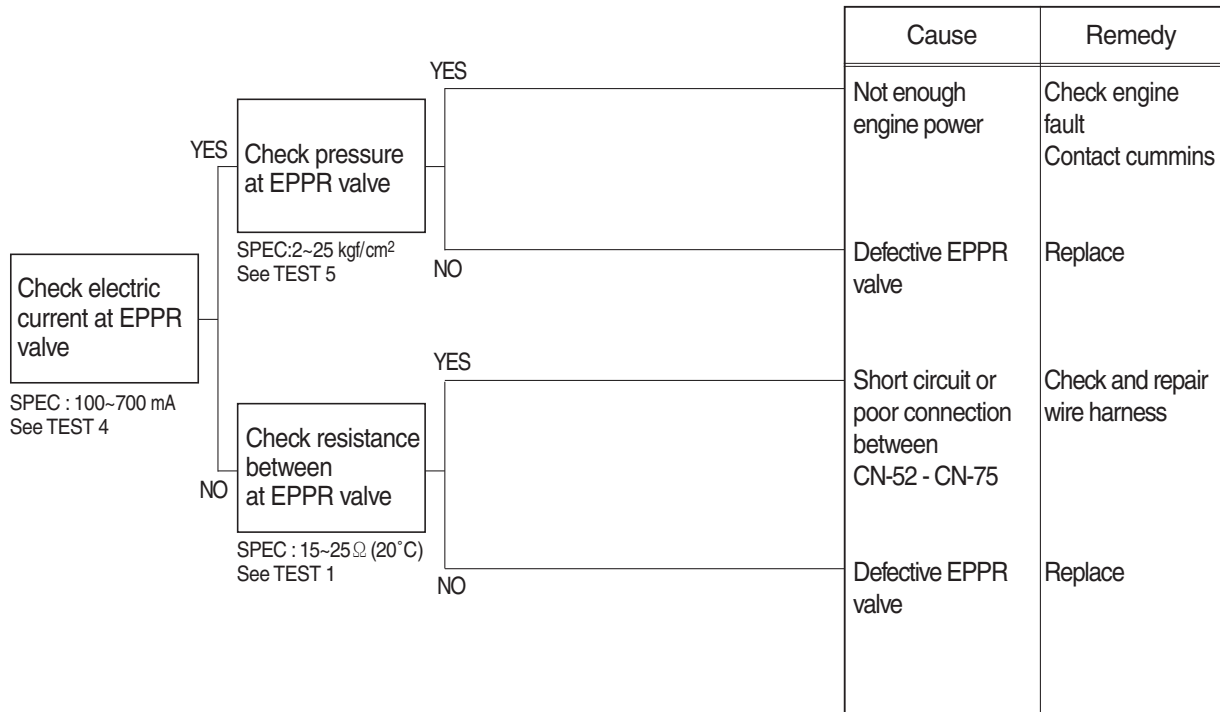 Cause
Remedy
YES
Not enough
engine power
Check engine
fault
Contact cummins
YES
Check pressure
at EPPR valve
SPEC:2~25 kgf/cm²
See TEST 5
NO
Defective EPPR
valve
Replace
Check electric
current at EPPR
valve
SPEC : 100~700 mA
See TEST 4
YES
Short circuit or
poor connection
between
CN-52 - CN-75
Check and repair
wire harness
NO
Check resistance
between
at EPPR valve
SPEC : 15~25Ω (20˚C)
See TEST 1
NO
Defective EPPR
valve
Replace